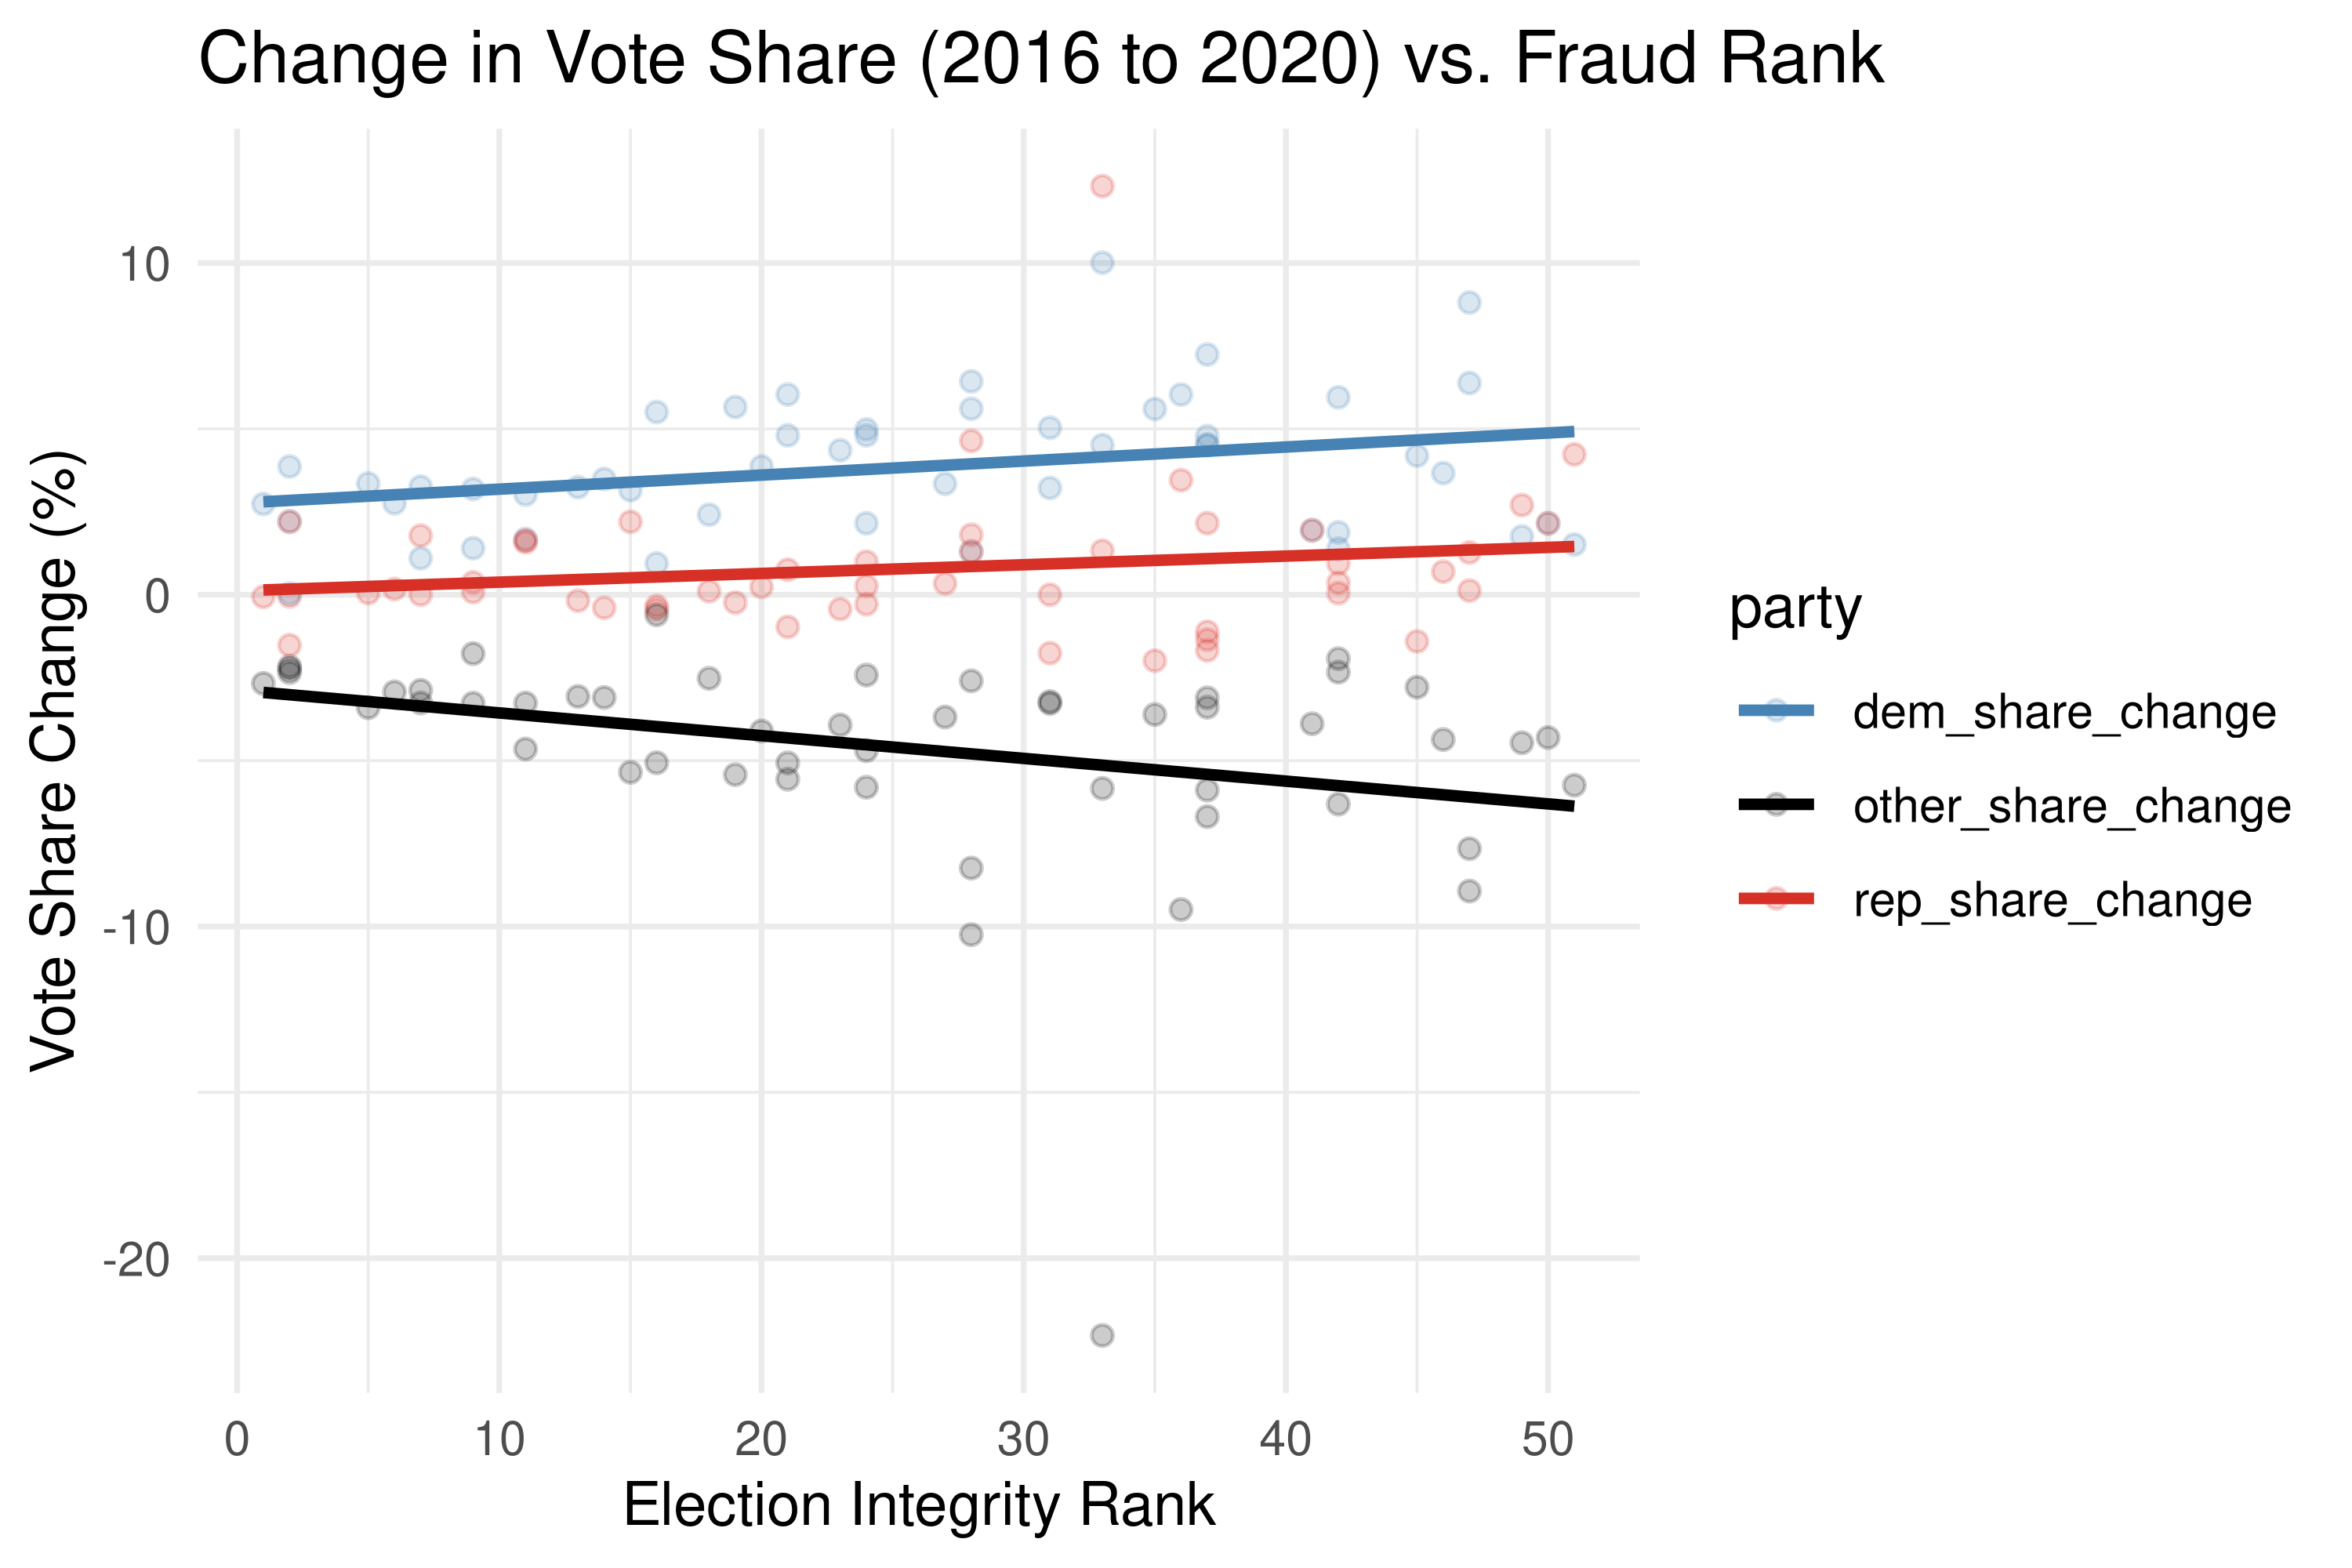 Change in Vote Share (2016 to 2020) vs. Fraud Rank
Vote Share Change (%)
10
0
-10
-20
0 10 20 30 40 50
Election Integrity Rank
party
dem_share_change
other_share_change
rep_share_change